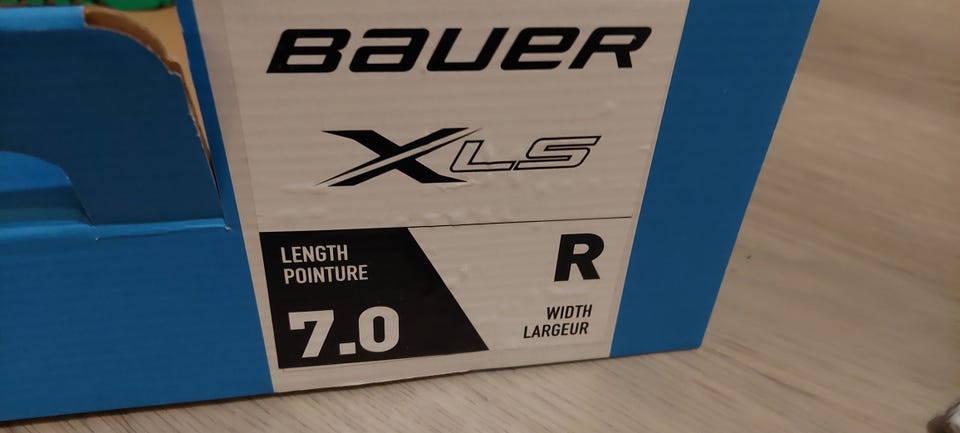 BAUER
XLS
LENGTH
POINTURE
7.0
R
WIDTH
LARGEUR